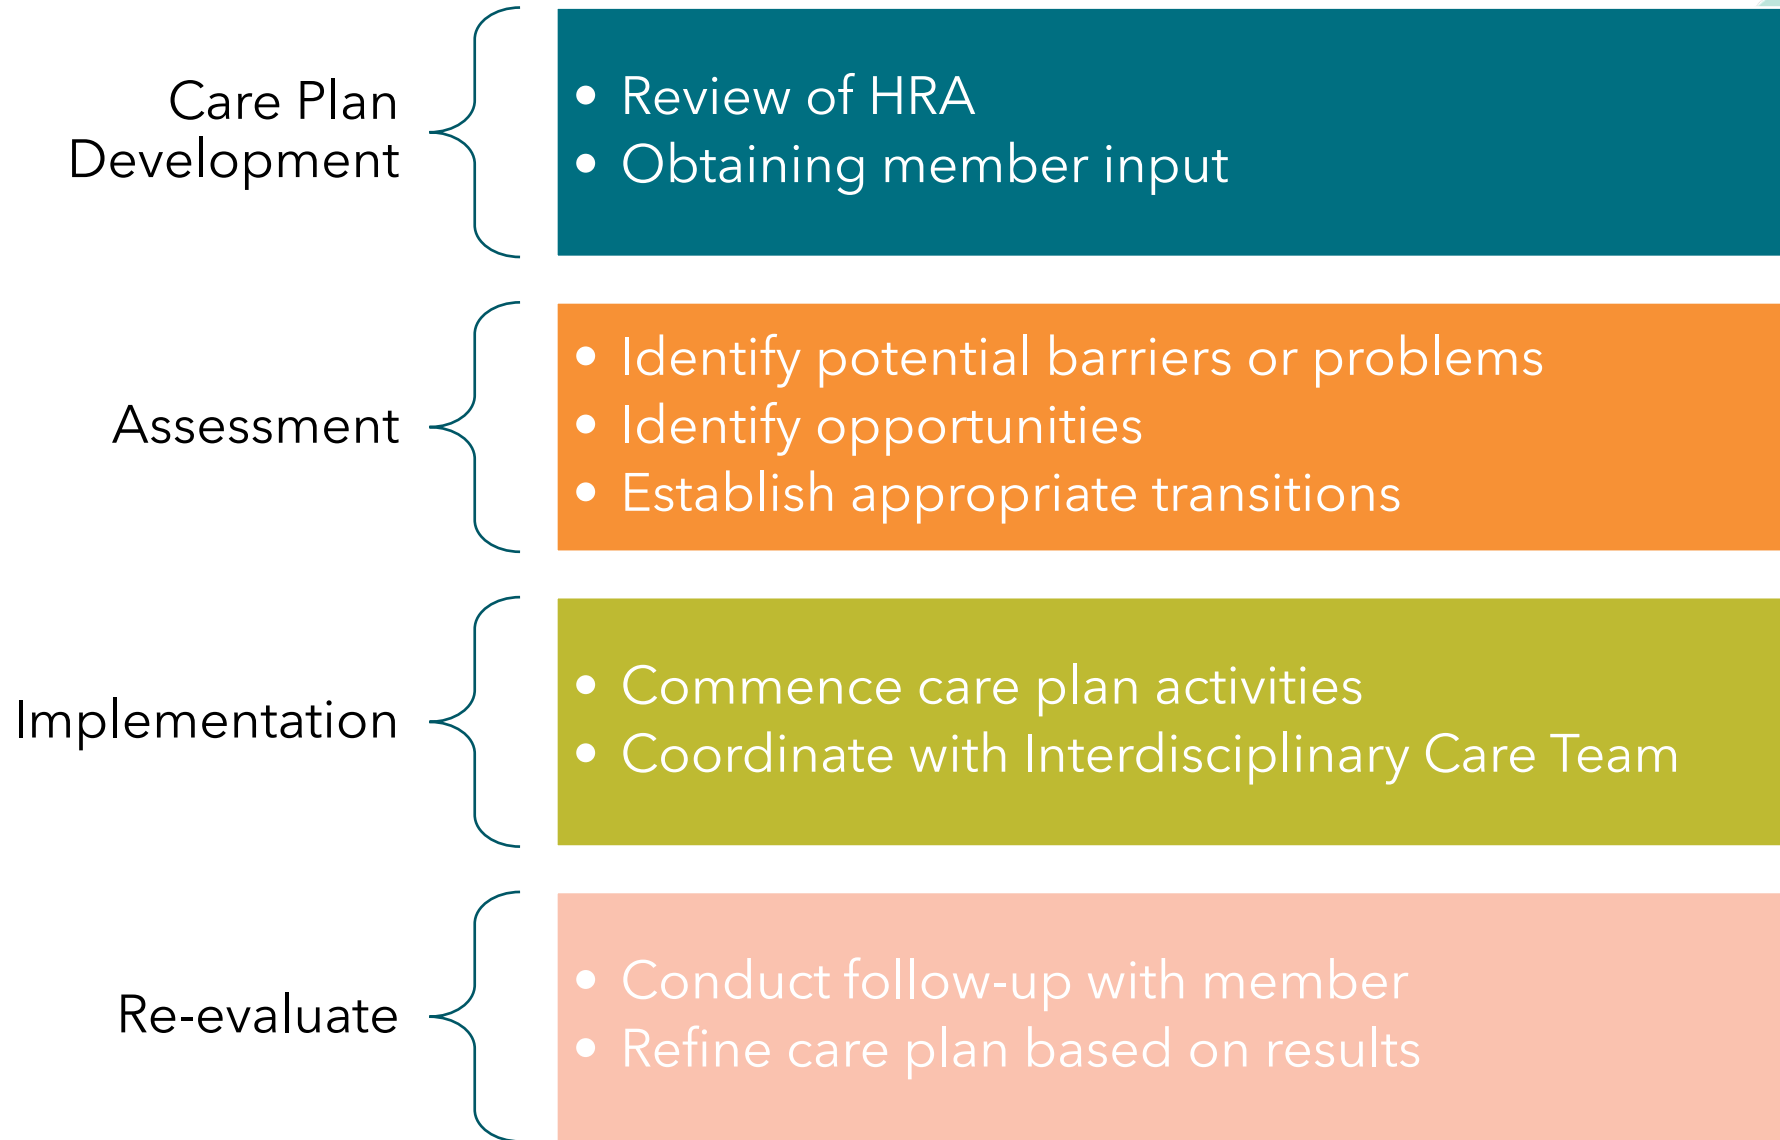 Care Plan
Development
• Review of HRA
• Obtaining member input
Assessment
• Identify potential barriers or problems
• Identify opportunities
• Establish appropriate transitions
Implementation
• Commence care plan activities
• Coordinate with Interdisciplinary Care Team
Re-evaluate
• Conduct follow-up with member
• Refine care plan based on results